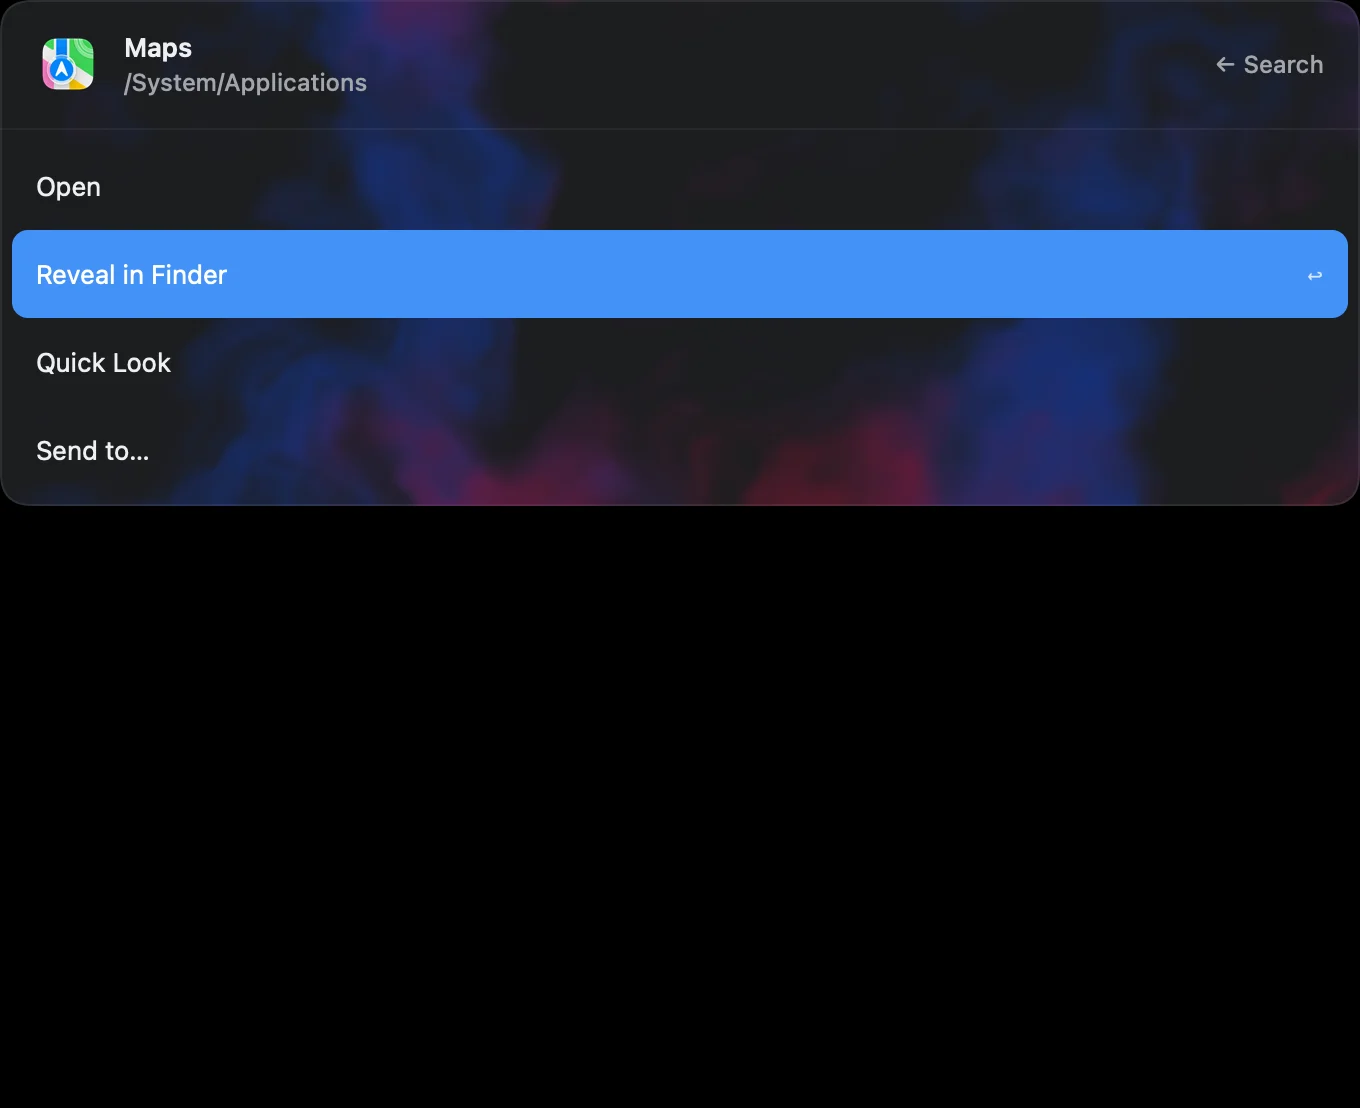 Maps
/System/Applications
← Search
Open
Reveal in Finder ↩
Quick Look
Send to...